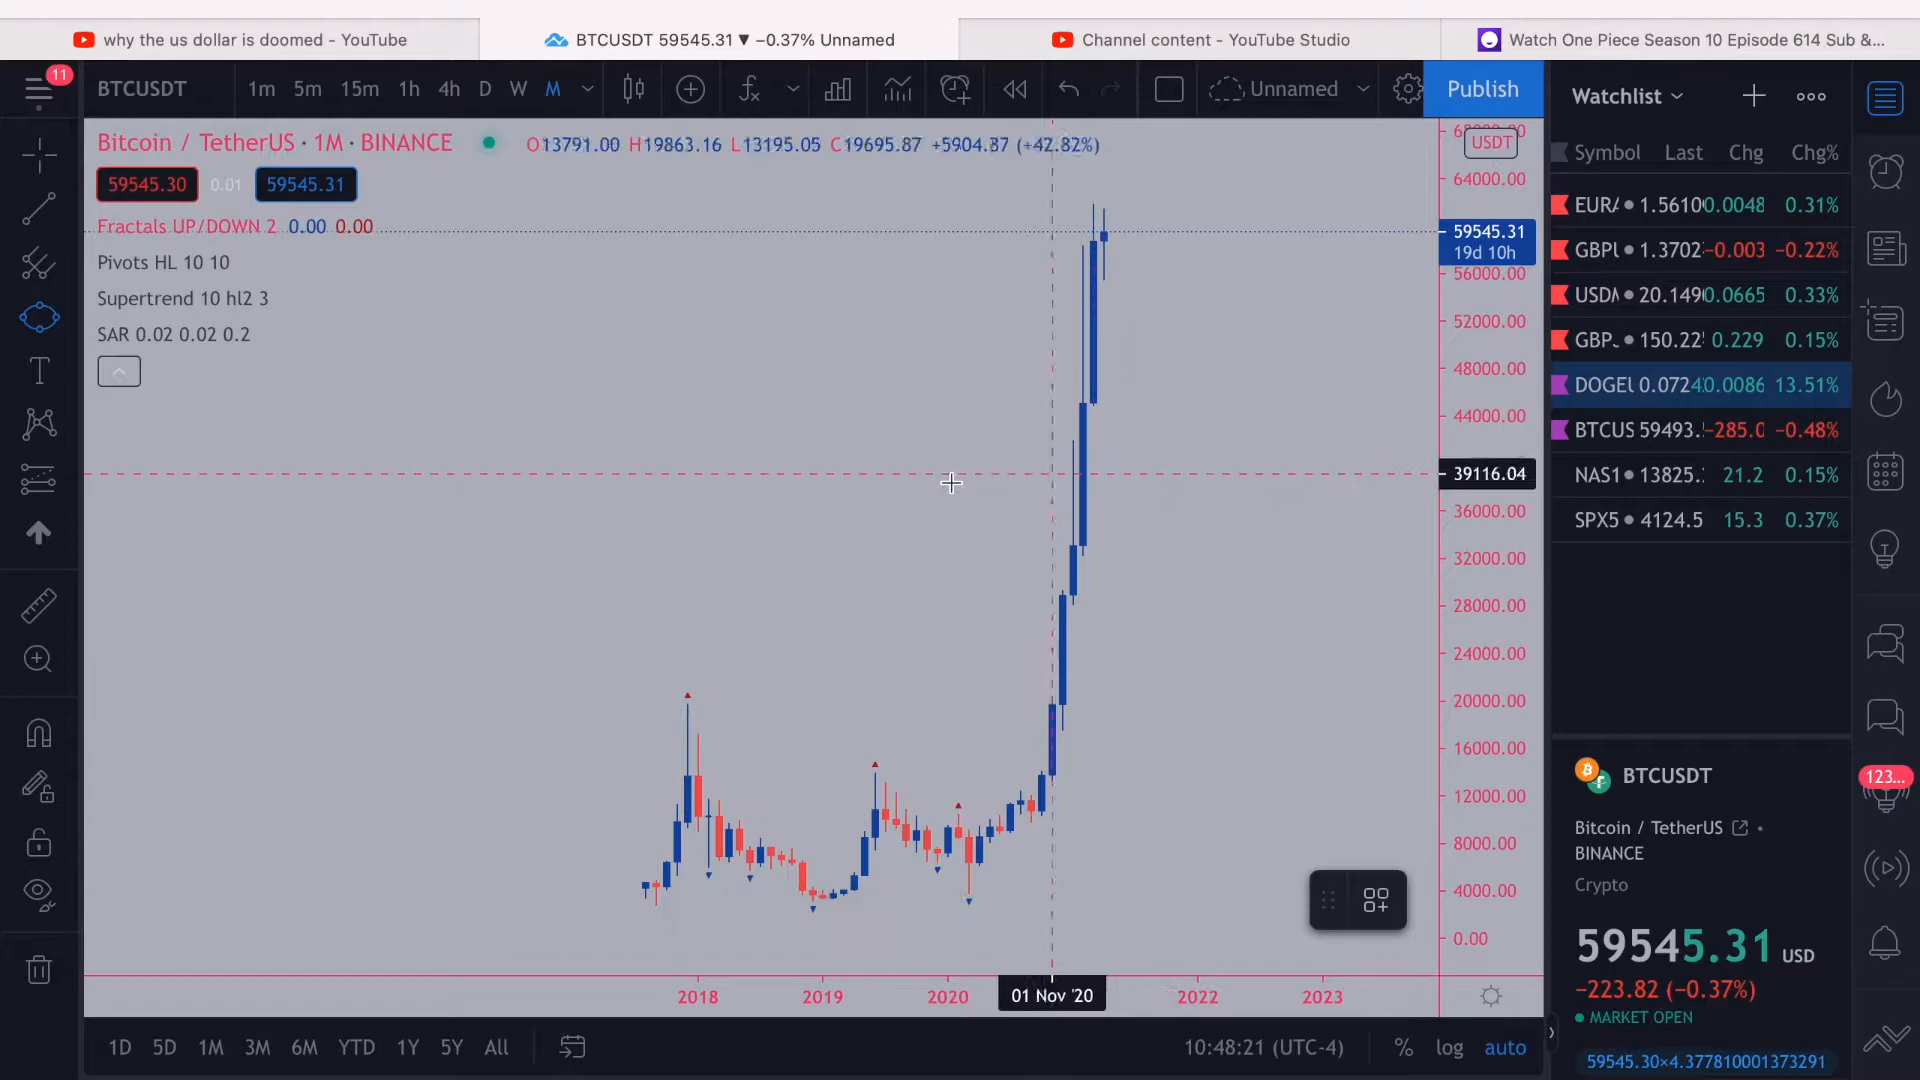 why the us dollar is doomed - YouTube
BTCUSDT 59545.31 ▼ −0.37% Unnamed
Channel content - YouTube Studio
Watch One Piece Season 10 Episode 614 Sub &...
11
BTCUSDT 1m 5m 15m 1h 4h D W M
Unnamed
Publish
Watchlist
Bitcoin / TetherUS · 1M · BINANCE
O13791.00 H19863.16 L13195.05 C19695.87 +5904.87 (+42.82%)
USDT
Symbol Last Chg Chg%
59545.30 0.01 59545.31
64000.00
EUR 1.5610 0.0048 0.31%
Fractals UP/DOWN 2 0.00 0.00
59545.31
19d 10h
GBP 1.3702 −0.003 −0.22%
Pivots HL 10 10
56000.00
Supertrend 10 hl2 3
USD 20.149 0.0665 0.33%
52000.00
SAR 0.02 0.02 0.2
GBP 150.22 0.229 0.15%
48000.00
DOGE 0.0724 0.0086 13.51%
44000.00
BTCUS 59493. −285.0 −0.48%
39116.04
NAS1 13825. 21.2 0.15%
36000.00
SPX5 4124.5 15.3 0.37%
32000.00
28000.00
24000.00
20000.00
16000.00
12000.00
8000.00
4000.00
0.00
BTCUSDT
123...
Bitcoin / TetherUS
BINANCE
Crypto
59545.31 USD
−223.82 (−0.37%)
MARKET OPEN
59545.30×4.377810001373291
2018 2019 2020 01 Nov '20 2022 2023
1D 5D 1M 3M 6M YTD 1Y 5Y All
10:48:21 (UTC-4) % log auto